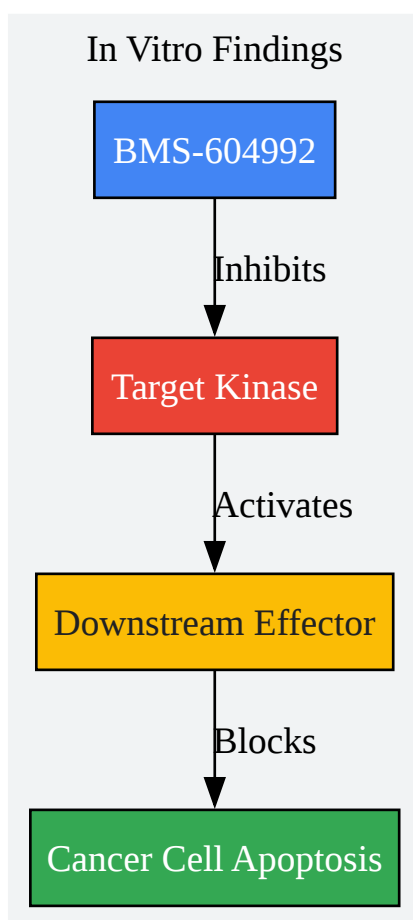 In Vitro Findings
BMS-604992
Inhibits
Target Kinase
Activates
Downstream Effector
Blocks
Cancer Cell Apoptosis